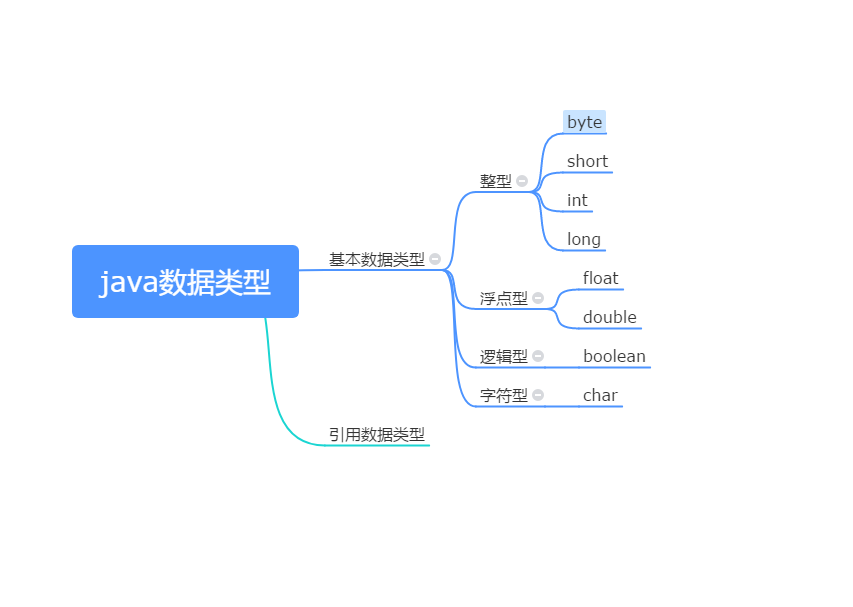 java数据类型
基本数据类型
整型
byte
short
int
long
浮点型
float
double
逻辑型
boolean
字符型
char
引用数据类型